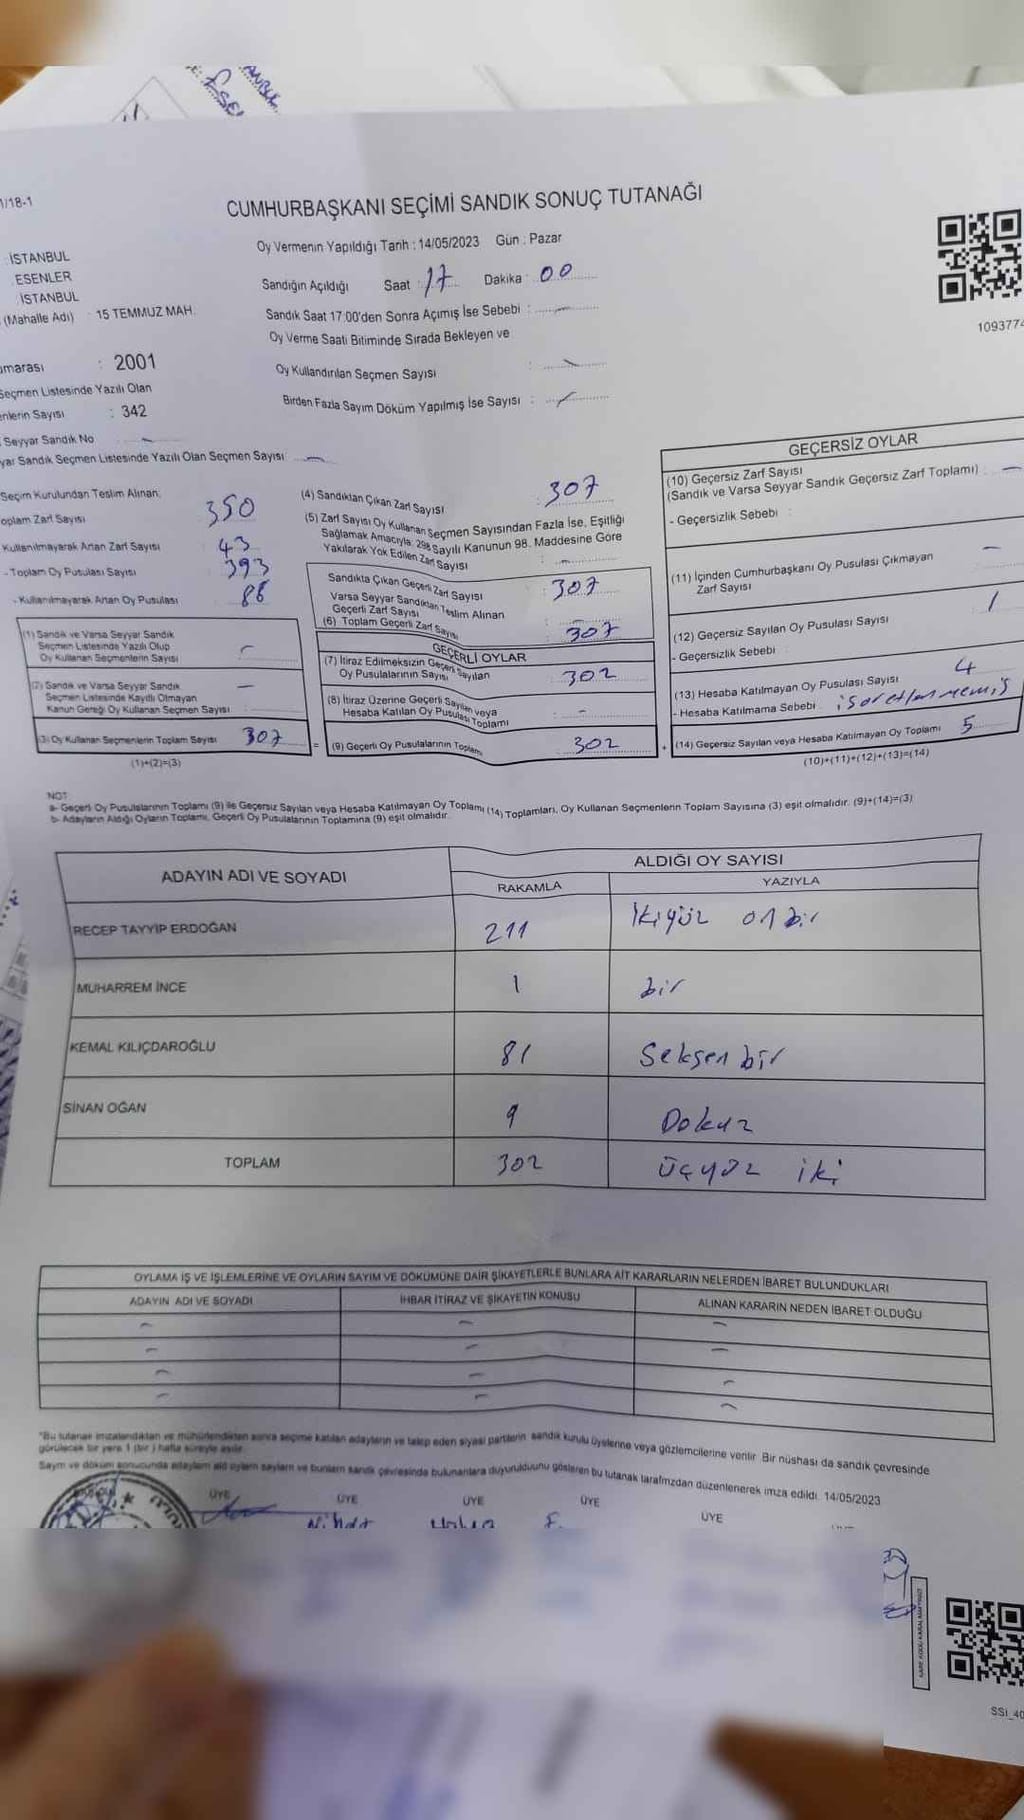 ANBUL
ESEN
1/18-1
CUMHURBAŞKANI SEÇİMİ SANDIK SONUÇ TUTANAĞI
İSTANBUL
ESENLER
İSTANBUL
(Mahalle Adı) : 15 TEMMUZ MAH.
Oy Vermenin Yapıldığı Tarih : 14/05/2023 Gün : Pazar
Sandığın Açıldığı Saat : 17 Dakika : 00
Sandık Saat 17:00'den Sonra Açımış İse Sebebi : —
Oy Verme Saati Bitiminde Sırada Bekleyen ve
Oy Kullandırılan Seçmen Sayısı : —
Birden Fazla Sayım Döküm Yapılmış İse Sayısı : —
1093774
umarası : 2001
Seçmen Listesinde Yazılı Olan
enlerin Sayısı : 342
Seyyar Sandık No —
yar Sandık Seçmen Listesinde Yazılı Olan Seçmen Sayısı —
Seçim Kurulundan Teslim Alınan:
oplam Zarf Sayısı 350
Kullanılmayarak Artan Zarf Sayısı : 43
- Toplam Oy Pusulası Sayısı 393
- Kullanılmayarak Artan Oy Pusulası : 86
(1) Sandık ve Varsa Seyyar Sandık
Seçmen Listesinde Yazılı Olup
Oy Kullanan Seçmenlerin Sayısı : —
(2) Sandık ve Varsa Seyyar Sandık
Seçmen Listesinde Kayıtlı Olmayan
Kanun Gereği Oy Kullanan Seçmen Sayısı : —
(3) Oy Kullanan Seçmenlerin Toplam Sayısı 307
(1)+(2)=(3)
(4) Sandıktan Çıkan Zarf Sayısı : 307
(5) Zarf Sayısı Oy Kullanan Seçmen Sayısından Fazla İse, Eşitliği
Sağlamak Amacıyla; 298 Sayılı Kanunun 98. Maddesine Göre
Yakılarak Yok Edilen Zarf Sayısı : —
Sandıkta Çıkan Geçerli Zarf Sayısı : 307
Varsa Seyyar Sandıktan Teslim Alınan
Geçerli Zarf Sayısı :
(6) Toplam Geçerli Zarf Sayısı : 307
GEÇERLİ OYLAR
(7) İtiraz Edilmeksizin Geçerli Sayılan
Oy Pusulalarının Sayısı : 302
(8) İtiraz Üzerine Geçerli Sayılan veya
Hesaba Katılan Oy Pusulası Toplamı : —
= (9) Geçerli Oy Pusulalarının Toplamı 302 +
GEÇERSİZ OYLAR
(10) Geçersiz Zarf Sayısı
(Sandık ve Varsa Seyyar Sandık Geçersiz Zarf Toplamı) : —
- Geçersizlik Sebebi :
(11) İçinden Cumhurbaşkanı Oy Pusulası Çıkmayan
Zarf Sayısı : —
(12) Geçersiz Sayılan Oy Pusulası Sayısı 1
- Geçersizlik Sebebi :
(13) Hesaba Katılmayan Oy Pusulası Sayısı 4
- Hesaba Katılmama Sebebi : işaretlenmemiş
(14) Geçersiz Sayılan veya Hesaba Katılmayan Oy Toplamı 5
(10)+(11)+(12)+(13)=(14)
NOT:
a- Geçerli Oy Pusulalarının Toplamı (9) ile Geçersiz Sayılan veya Hesaba Katılmayan Oy Toplamı (14) Toplamları, Oy Kullanan Seçmenlerin Toplam Sayısına (3) eşit olmalıdır. (9)+(14)=(3)
b- Adayların Aldığı Oyların Toplamı, Geçerli Oy Pusulalarının Toplamına (9) eşit olmalıdır.
ADAYIN ADI VE SOYADI ALDIĞI OY SAYISI
RAKAMLA YAZIYLA
RECEP TAYYİP ERDOĞAN 211 İkiyüz on bir
MUHARREM İNCE 1 bir
KEMAL KILIÇDAROĞLU 81 Seksen bir
SİNAN OĞAN 9 Dokuz
TOPLAM 302 üçyüz iki
OYLAMA İŞ VE İŞLEMLERİNE VE OYLARIN SAYIM VE DÖKÜMÜNE DAİR ŞİKAYETLERLE BUNLARA AİT KARARLARIN NELERDEN İBARET BULUNDUKLARI
ADAYIN ADI VE SOYADI İHBAR İTİRAZ VE ŞİKAYETİN KONUSU ALINAN KARARIN NEDEN İBARET OLDUĞU
— — —
— — —
— — —
— — —
"Bu tutanak imzalandıktan ve mühürlendikten sonra seçime katılan adayların ve talep eden siyasi partilerin sandık kurulu üyelerine veya gözlemcilerine verilir. Bir nüshası da sandık çevresinde
görülecek bir yere 1 (bir) hafta süreyle asılır.
Sayım ve döküm sonucunda adayların aldı oyların sayların ve bunların sandık çevresinde bulunanlara duyurulduunu gösteren bu tutanak tarafmzdan düzenlenerek imza edildi. 14/05/2023
ÜYE ÜYE ÜYE ÜYE ÜYE
Nihat
KARE KODU KARALAMAYINIZ
SSI_40